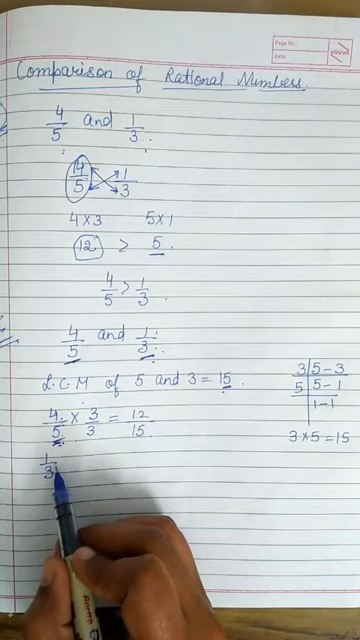 Page No.:
Date:
YOUVA
Comparison of Rational Numbers.
4/5 and 1/3.
14/5 1/3
4×3 5×1
12 > 5.
4/5 > 1/3.
4/5 and 1/3.
L.C.M of 5 and 3 = 15.
3 | 5 - 3
5 | 5 - 1
1 - 1
3×5=15
4/5 × 3/3 = 12/15
1/3